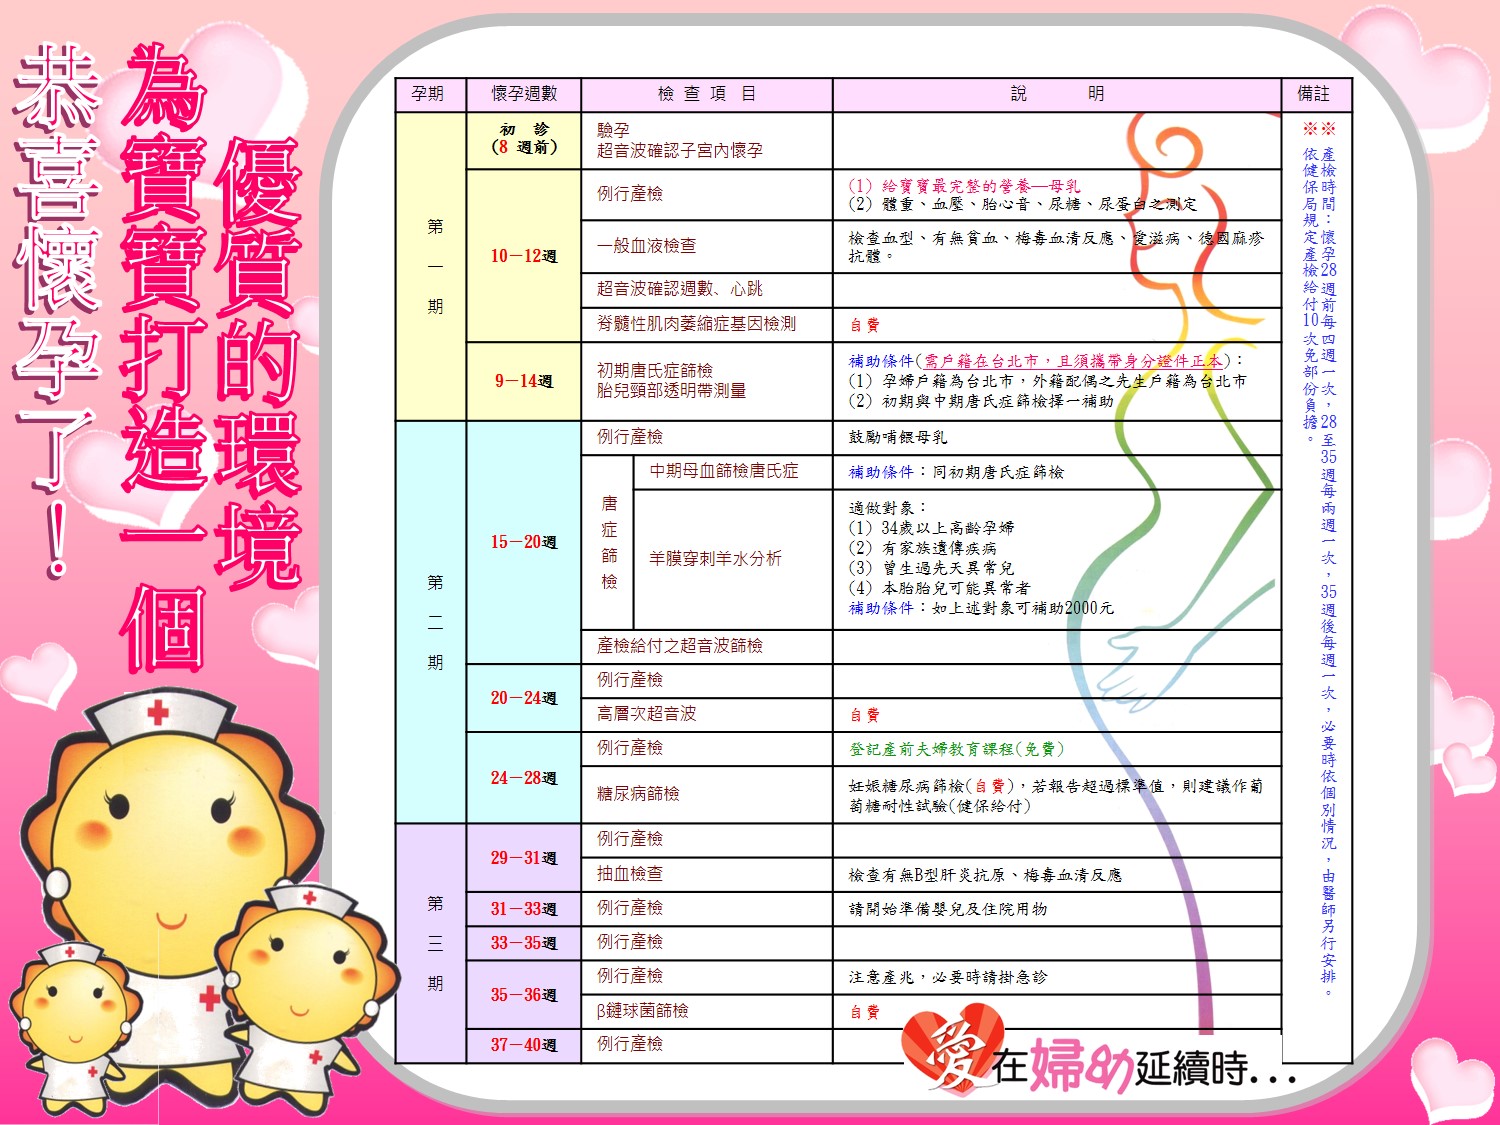 恭喜懷孕了！
為寶寶打造一個
優質的環境
孕期
懷孕週數
檢 查 項 目
說 明
備註
第一期
初 診
(8 週前)
驗孕
超音波確認子宮內懷孕
10－12週
例行產檢
(1) 給寶寶最完整的營養—母乳
(2) 體重、血壓、胎心音、尿糖、尿蛋白之測定
一般血液檢查
檢查血型、有無貧血、梅毒血清反應、愛滋病、德國麻疹
抗體。
超音波確認週數、心跳
脊髓性肌肉萎縮症基因檢測
自費
9－14週
初期唐氏症篩檢
胎兒頸部透明帶測量
補助條件(需戶籍在台北市，且須攜帶身分證件正本)：
(1) 孕婦戶籍為台北市，外籍配偶之先生戶籍為台北市
(2) 初期與中期唐氏症篩檢擇一補助
第二期
15－20週
例行產檢
鼓勵哺餵母乳
唐症篩檢
中期母血篩檢唐氏症
補助條件：同初期唐氏症篩檢
羊膜穿刺羊水分析
適做對象：
(1) 34歲以上高齡孕婦
(2) 有家族遺傳疾病
(3) 曾生過先天異常兒
(4) 本胎胎兒可能異常者
補助條件：如上述對象可補助2000元
產檢給付之超音波篩檢
20－24週
例行產檢
高層次超音波
自費
24－28週
例行產檢
登記產前夫婦教育課程(免費)
糖尿病篩檢
妊娠糖尿病篩檢(自費)，若報告超過標準值，則建議作葡
萄糖耐性試驗(健保給付)
第三期
29－31週
例行產檢
抽血檢查
檢查有無B型肝炎抗原、梅毒血清反應
31－33週
例行產檢
請開始準備嬰兒及住院用物
33－35週
例行產檢
35－36週
例行產檢
注意產兆，必要時請掛急診
β鏈球菌篩檢
自費
37－40週
例行產檢
※產檢時間：懷孕28週前每四週一次，28至35週每兩週一次，35週後每週一次，必要時依個別情況，由醫師另行安排。
※依健保局規定產檢給付10次免部份負擔。
愛在婦幼延續時...